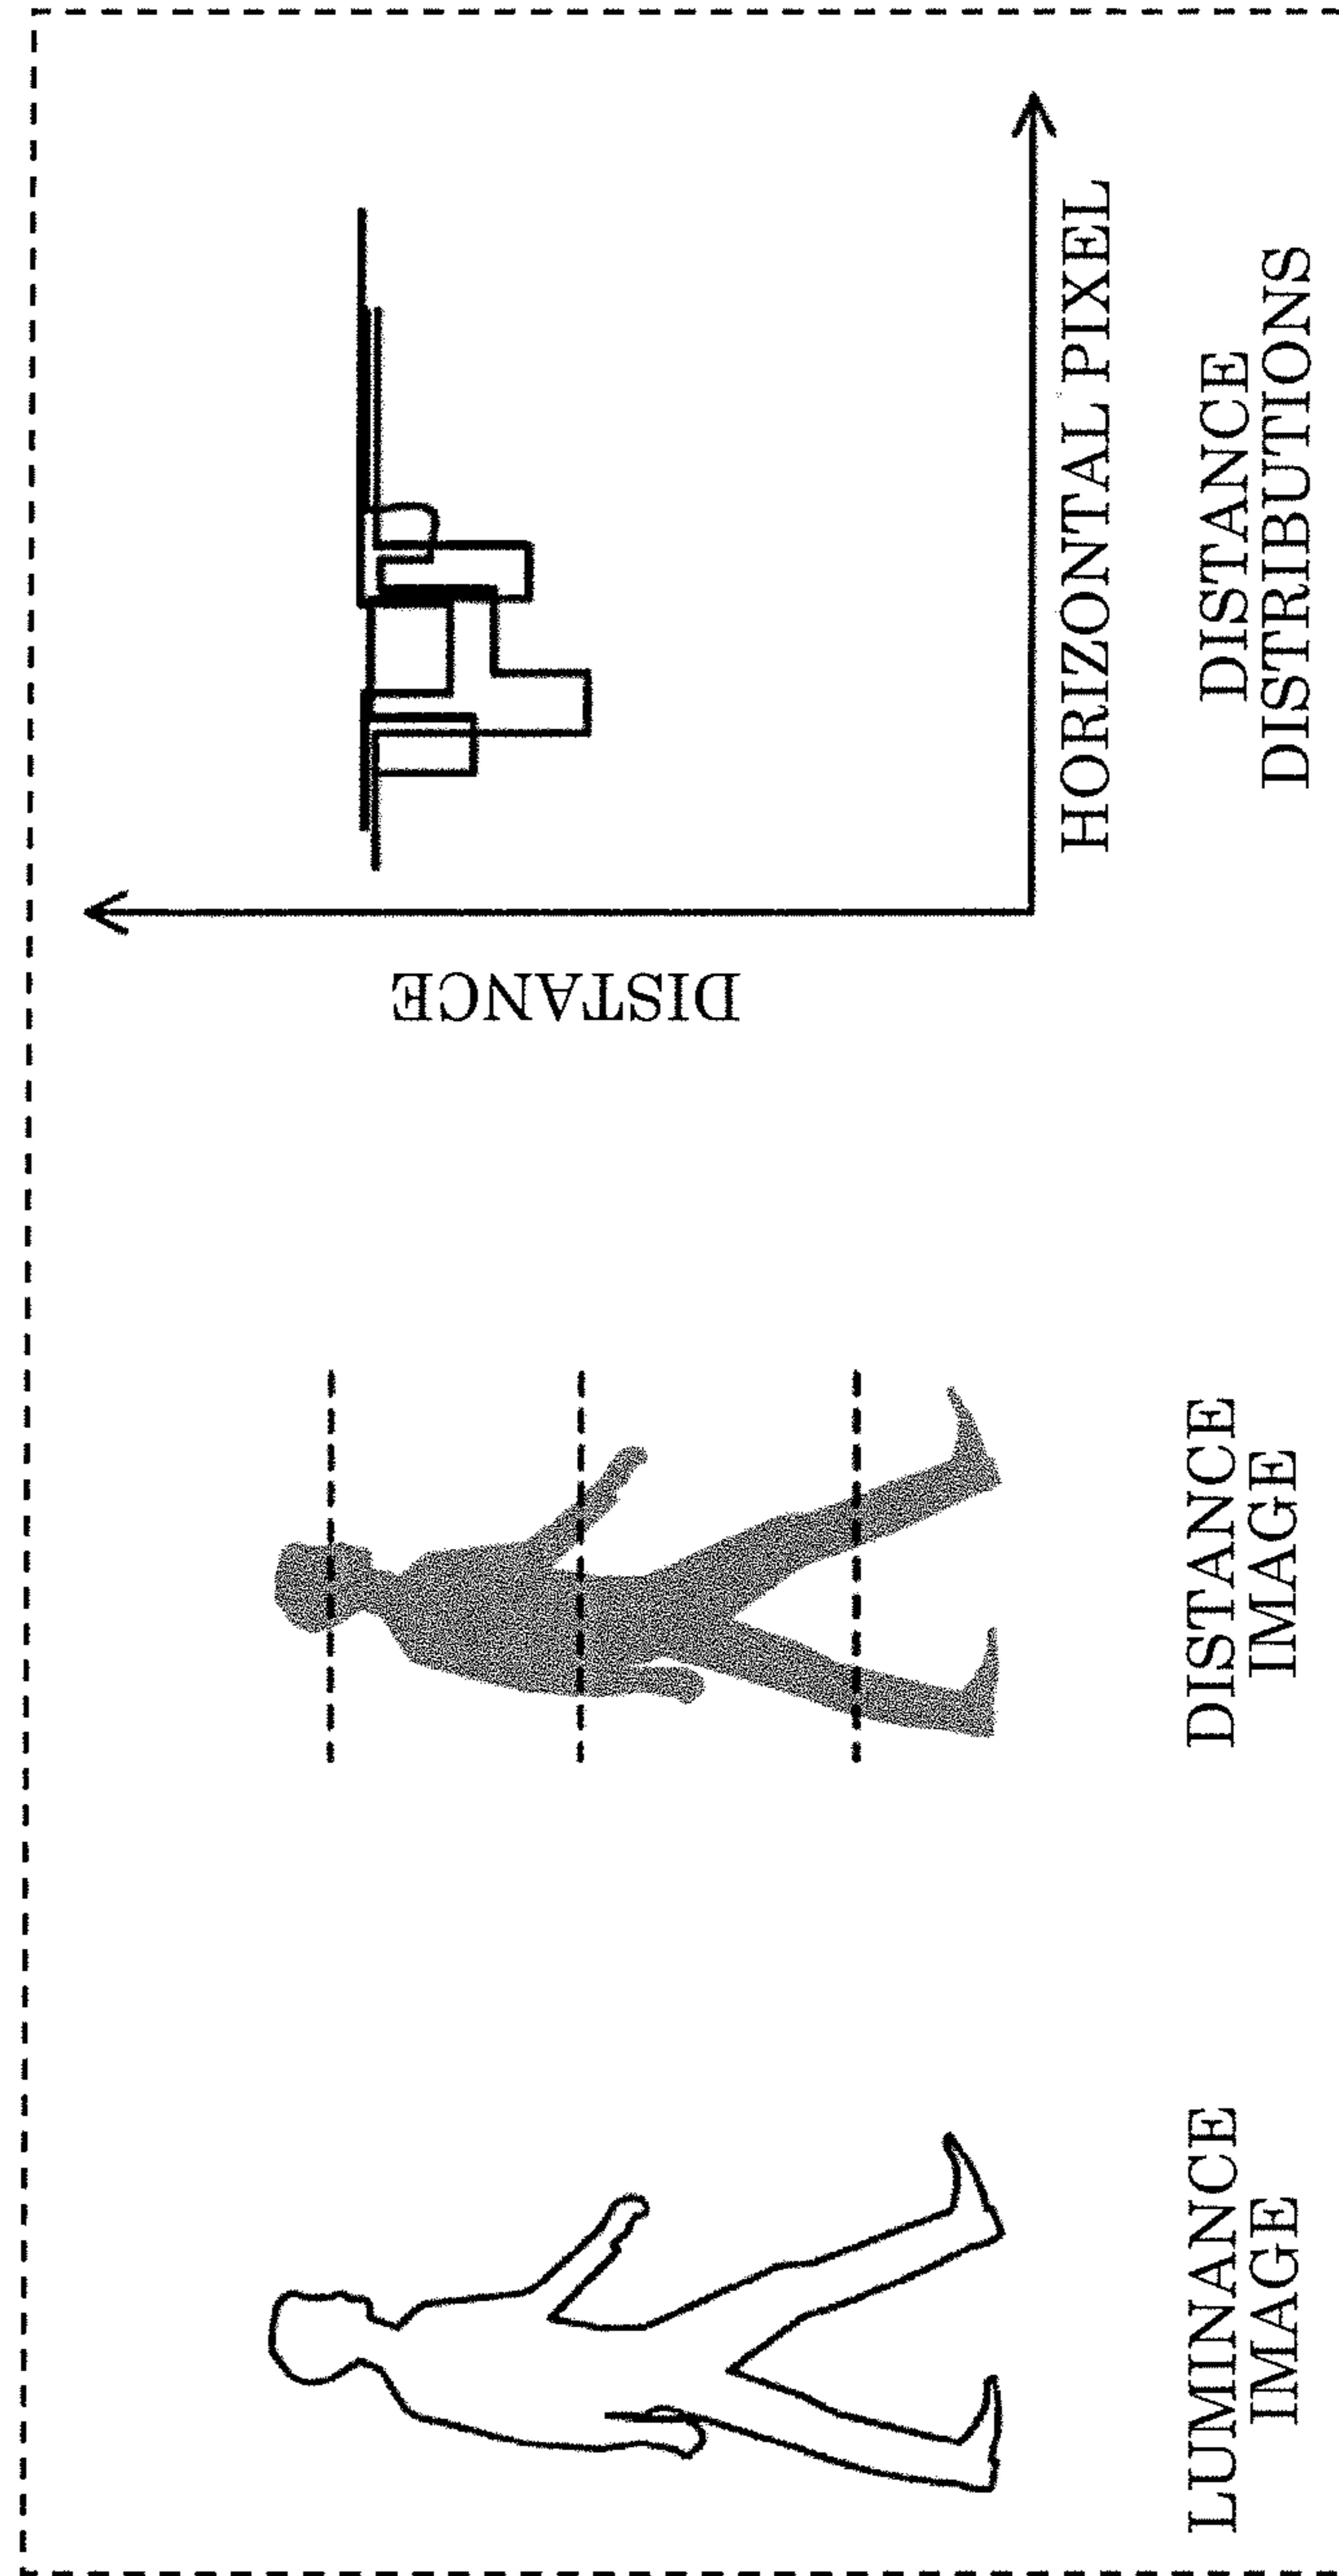 LUMINANCE
IMAGE
DISTANCE
IMAGE
DISTANCE
HORIZONTAL PIXEL
DISTANCE
DISTRIBUTIONS